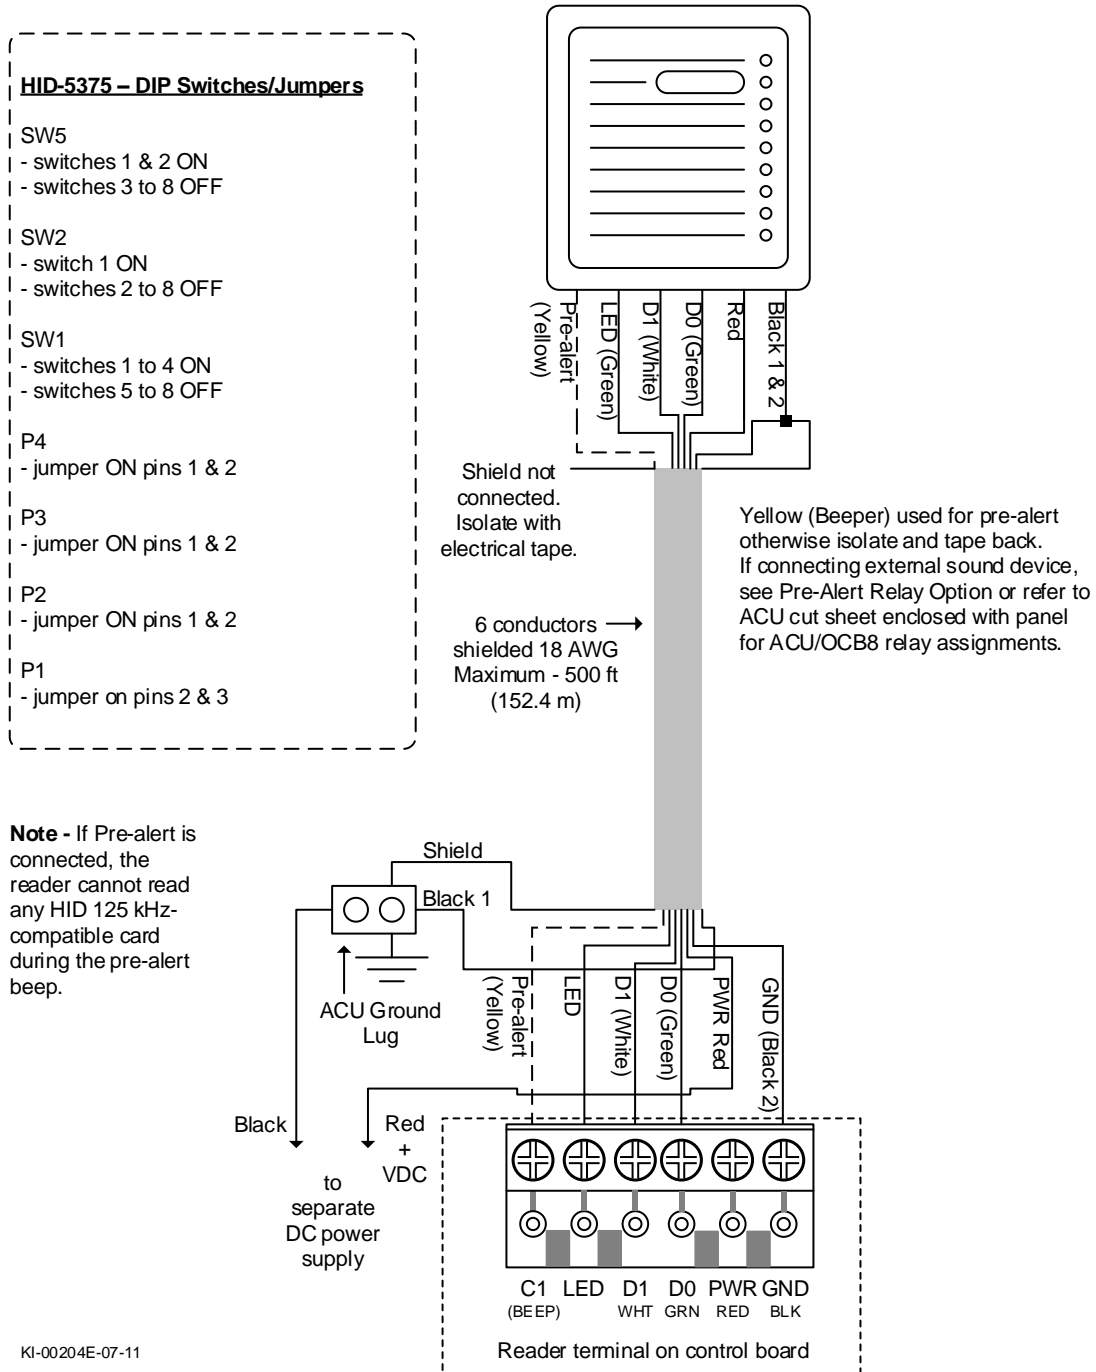 HID-5375 – DIP Switches/Jumpers
SW5
- switches 1 & 2 ON
- switches 3 to 8 OFF
SW2
- switch 1 ON
- switches 2 to 8 OFF
SW1
- switches 1 to 4 ON
- switches 5 to 8 OFF
P4
- jumper ON pins 1 & 2
P3
- jumper ON pins 1 & 2
P2
- jumper ON pins 1 & 2
P1
- jumper on pins 2 & 3
Pre-alert
(Yellow)
LED (Green)
D1 (White)
D0 (Green)
Red
Black 1 & 2
Shield not
connected.
Isolate with
electrical tape.
Yellow (Beeper) used for pre-alert
otherwise isolate and tape back.
If connecting external sound device,
see Pre-Alert Relay Option or refer to
ACU cut sheet enclosed with panel
for ACU/OCB8 relay assignments.
6 conductors
shielded 18 AWG
Maximum - 500 ft
(152.4 m)
Note - If Pre-alert is
connected, the
reader cannot read
any HID 125 kHz-
compatible card
during the pre-alert
beep.
Shield
Black 1
ACU Ground
Lug
Pre-alert
(Yellow)
LED
D1 (White)
D0 (Green)
PWR Red
GND (Black 2)
Black
Red
+
VDC
to
separate
DC power
supply
C1 LED D1 D0 PWR GND
(BEEP) WHT GRN RED BLK
Reader terminal on control board
KI-00204E-07-11